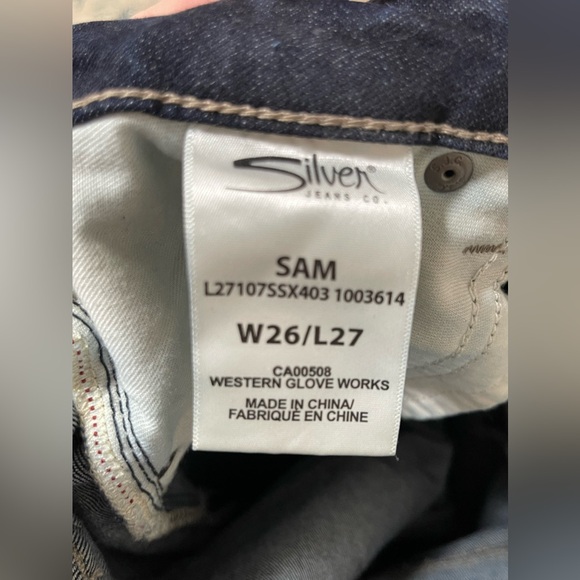 Silver®
JEANS CO.
SAM
L27107SSX403 1003614
W26/L27
CA00508
WESTERN GLOVE WORKS
MADE IN CHINA/
FABRIQUÉ EN CHINE